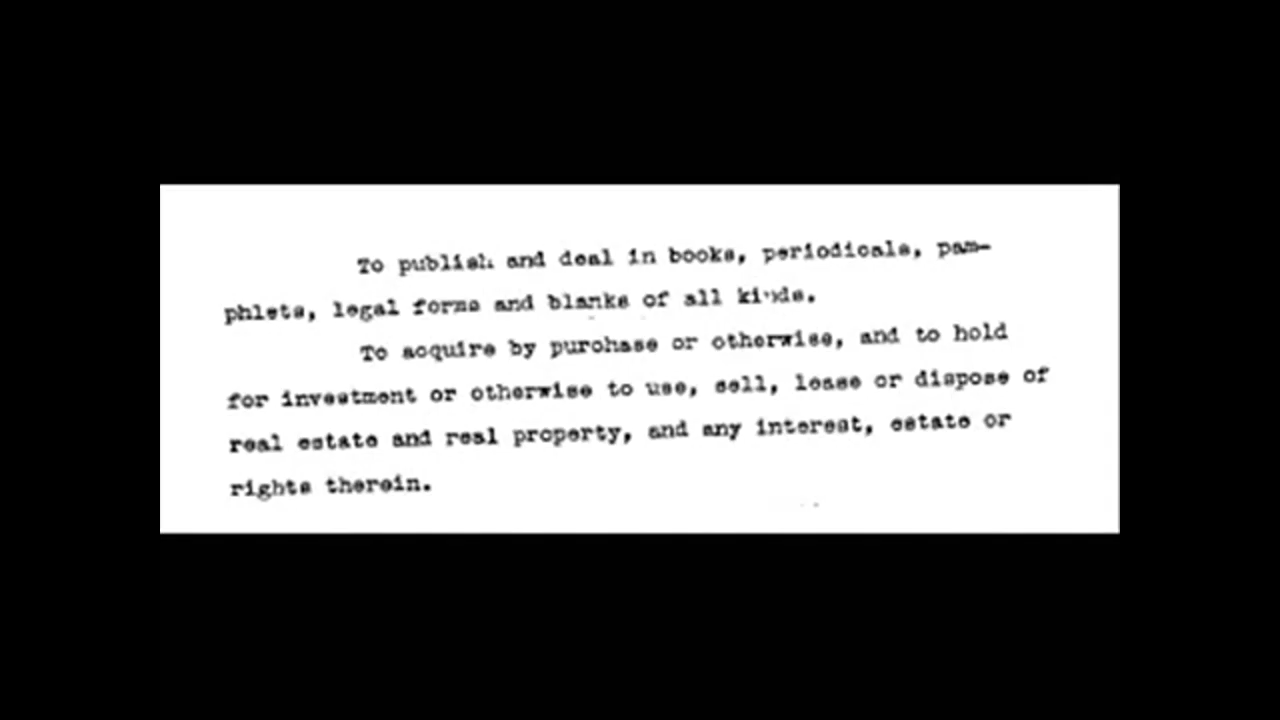 To publish and deal in books, periodicals, pam-
phlets, legal forms and blanks of all kinds.
To acquire by purchase or otherwise, and to hold
for investment or otherwise to use, sell, lease or dispose of
real estate and real property, and any interest, estate or
rights therein.